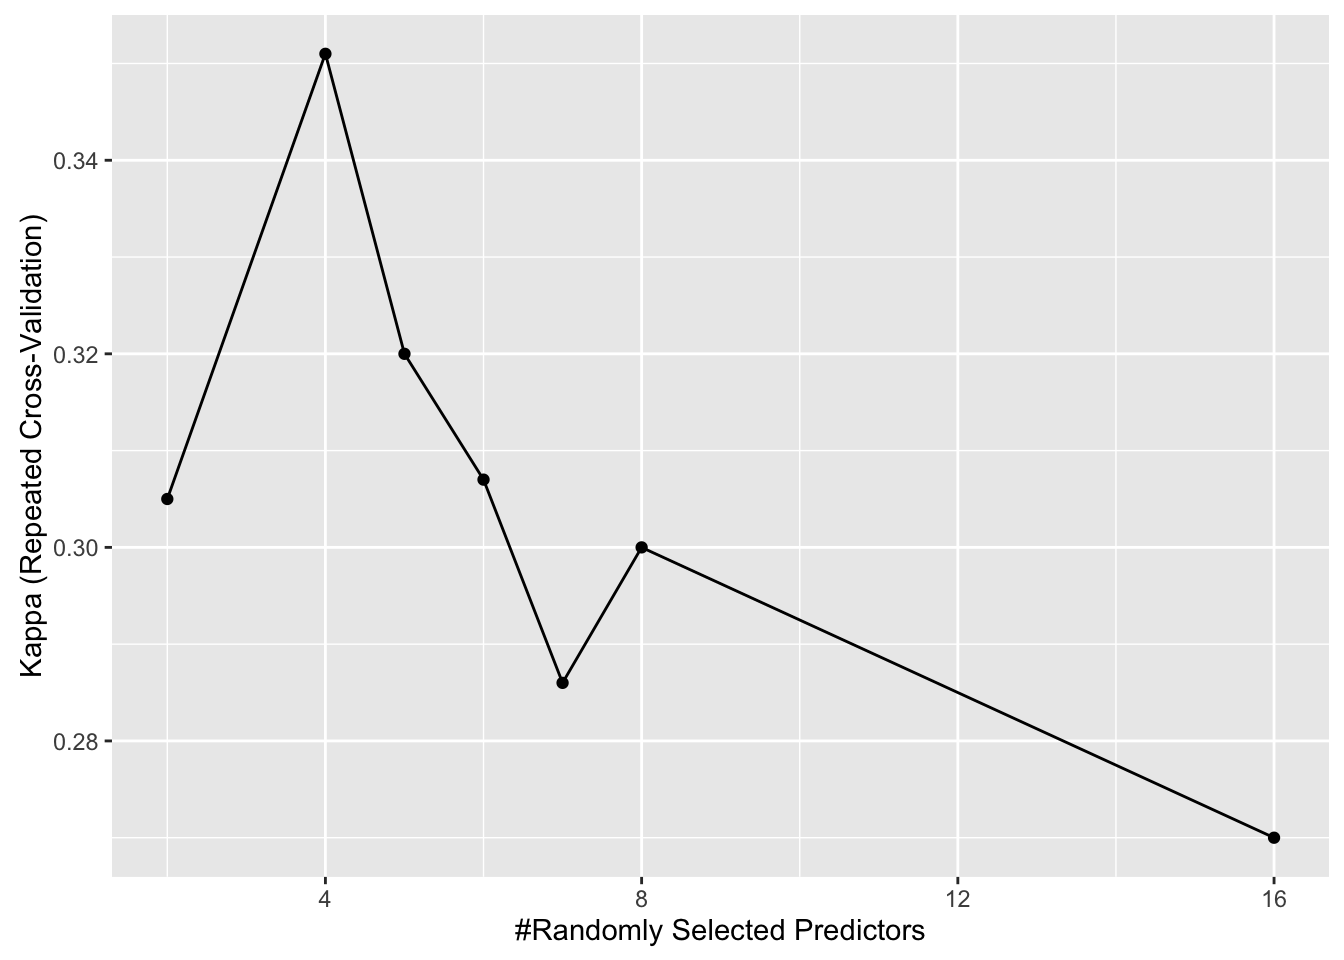 Kappa (Repeated Cross-Validation)
0.34
0.32
0.30
0.28
4 8 12 16
#Randomly Selected Predictors